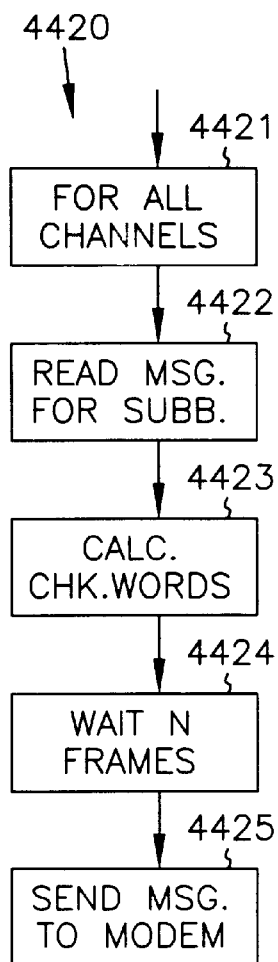 4420
4421
FOR ALL
CHANNELS
4422
READ MSG.
FOR SUBB.
4423
CALC.
CHK.WORDS
4424
WAIT N
FRAMES
4425
SEND MSG.
TO MODEM